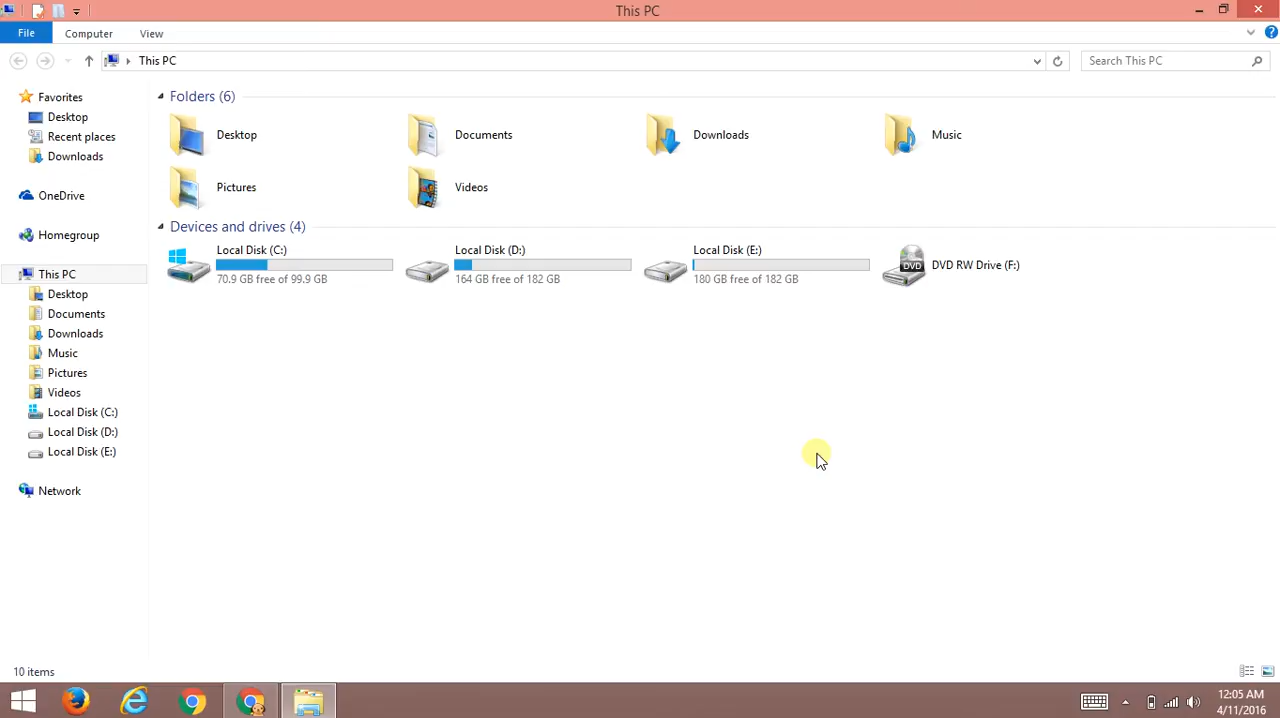 This PC
File
Computer
View
This PC
Search This PC
Favorites
Desktop
Recent places
Downloads
OneDrive
Homegroup
This PC
Desktop
Documents
Downloads
Music
Pictures
Videos
Local Disk (C:)
Local Disk (D:)
Local Disk (E:)
Network
Folders (6)
Desktop
Documents
Downloads
Music
Pictures
Videos
Devices and drives (4)
Local Disk (C:)
70.9 GB free of 99.9 GB
Local Disk (D:)
164 GB free of 182 GB
Local Disk (E:)
180 GB free of 182 GB
DVD
DVD RW Drive (F:)
10 items
12:05 AM
4/11/2016